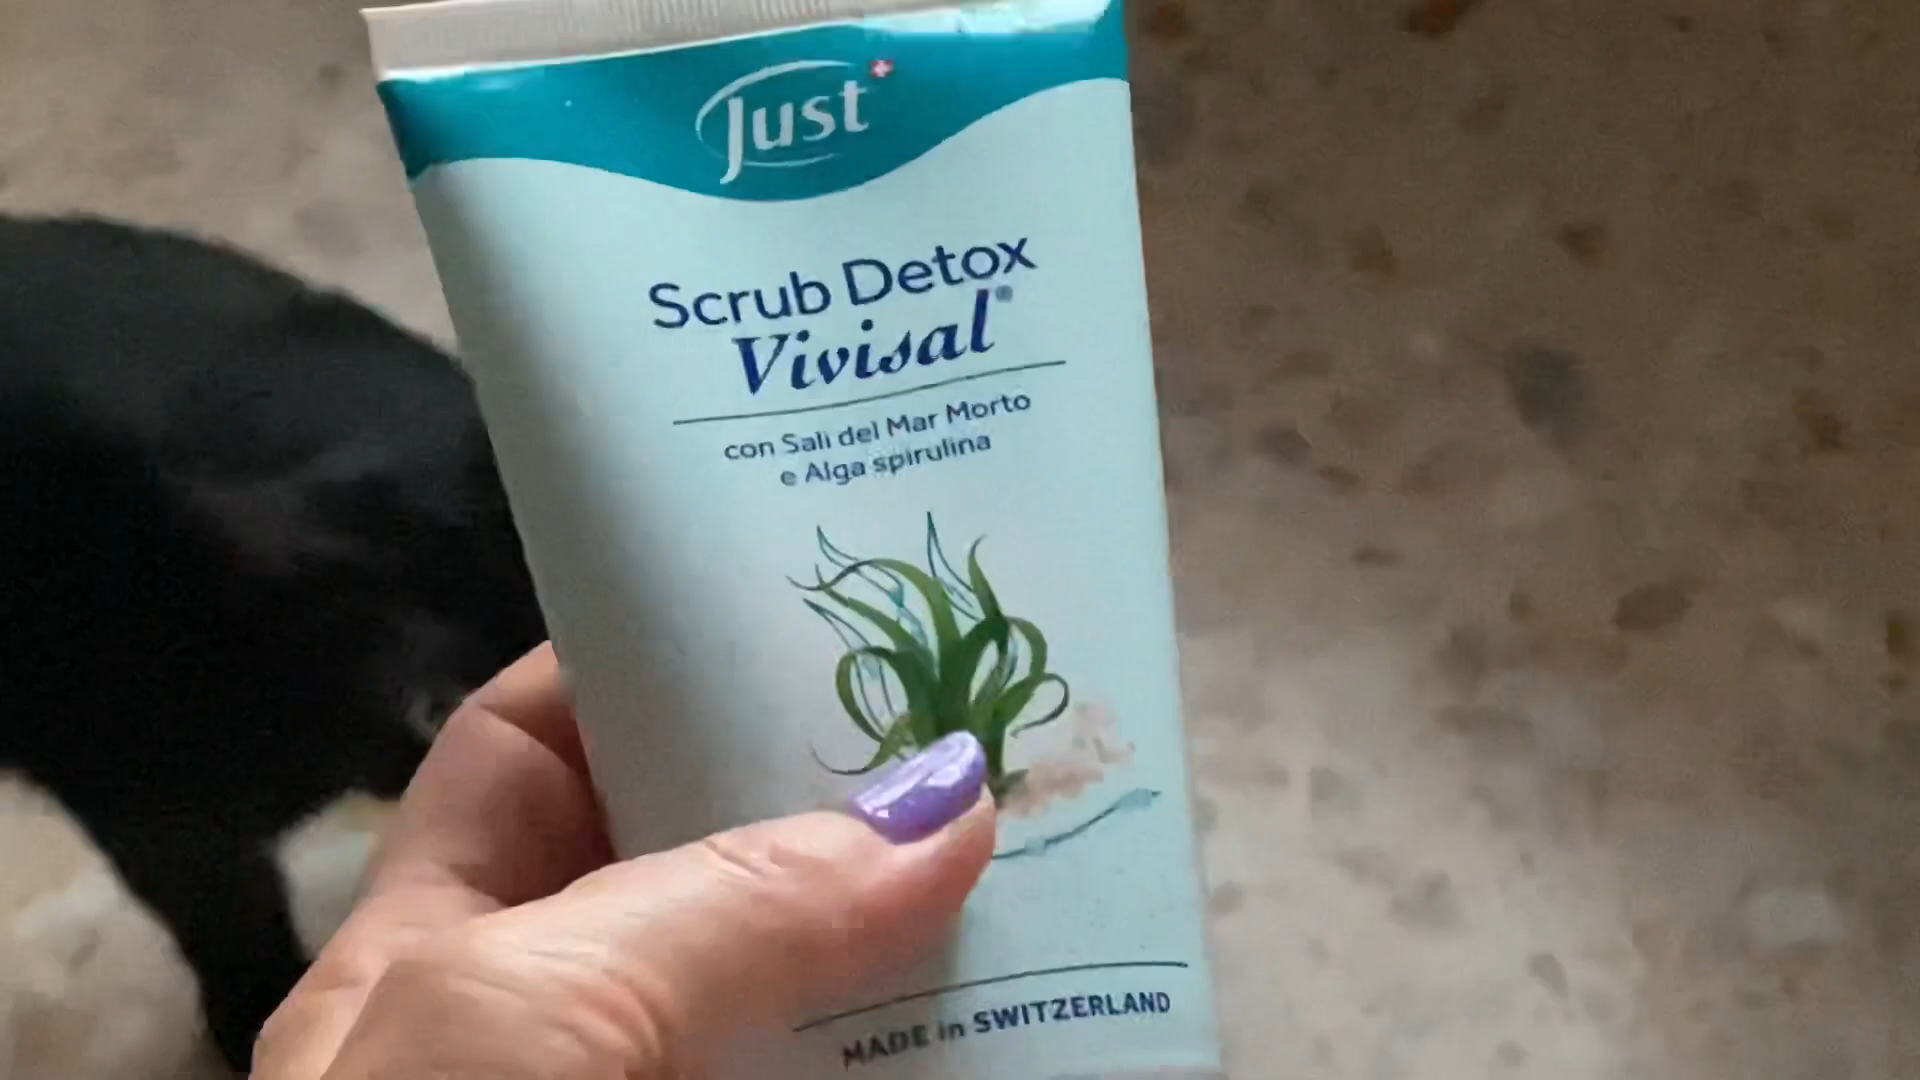 Just
Scrub Detox
Vivisal®
con Sali del Mar Morto
e Alga spirulina
MADE in SWITZERLAND